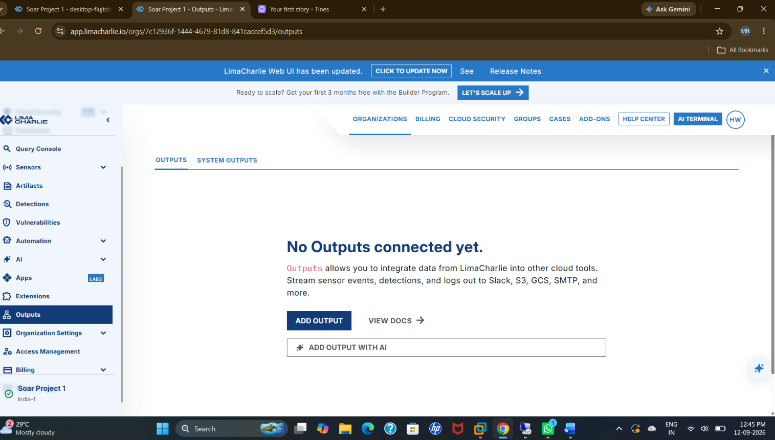 Soar Project 1 - desktop-flujtol
Soar Project 1 - Outputs - Lima
Your first story - Tines
Ask Gemini
app.limacharlie.io/orgs/7c12936f-1444-4679-81d8-841caccef5d3/outputs
MR
All Bookmarks
LimaCharlie Web UI has been updated. CLICK TO UPDATE NOW See Release Notes
Ready to scale? Get your first 3 months free with the Builder Program. LET'S SCALE UP
LIMA
CHARLIE
ORGANIZATIONS BILLING CLOUD SECURITY GROUPS CASES ADD-ONS HELP CENTER AI TERMINAL HW
Query Console
Sensors
Artifacts
Detections
Vulnerabilities
Automation
AI
Apps LABS
Extensions
Outputs
Organization Settings
Access Management
Billing
Soar Project 1
india-1
OUTPUTS SYSTEM OUTPUTS
No Outputs connected yet.
Outputs allows you to integrate data from LimaCharlie into other cloud tools.
Stream sensor events, detections, and logs out to Slack, S3, GCS, SMTP, and
more.
ADD OUTPUT VIEW DOCS
ADD OUTPUT WITH AI
2
29°C
Mostly cloudy
Search
1
ENG
IN
12:45 PM
12-09-2026